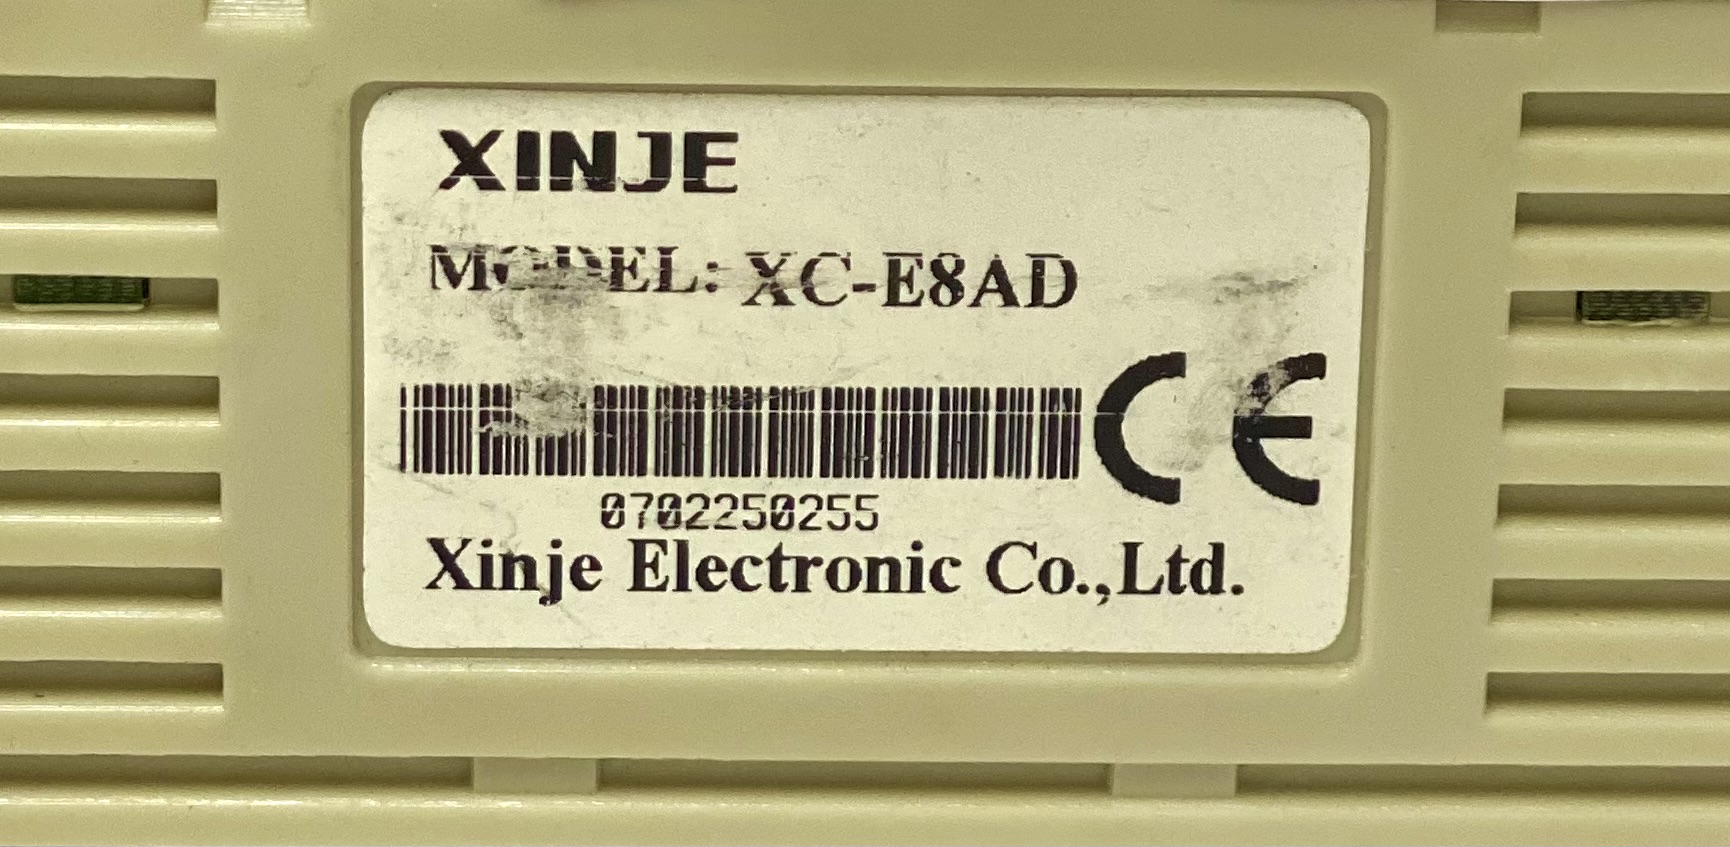 XINJE
MODEL: XC-E8AD
CE
0702250255
Xinje Electronic Co.,Ltd.